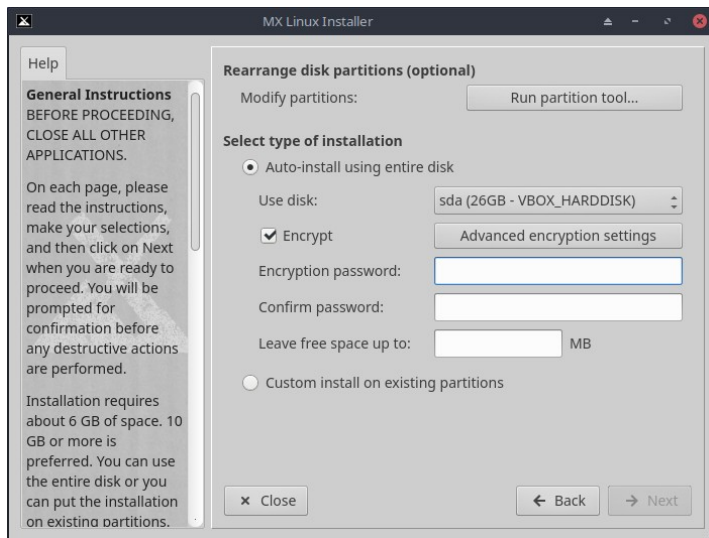 MX Linux Installer
Help
General Instructions
BEFORE PROCEEDING,
CLOSE ALL OTHER
APPLICATIONS.
On each page, please
read the instructions,
make your selections,
and then click on Next
when you are ready to
proceed. You will be
prompted for
confirmation before
any destructive actions
are performed.
Installation requires
about 6 GB of space. 10
GB or more is
preferred. You can use
the entire disk or you
can put the installation
on existing partitions.
Rearrange disk partitions (optional)
Modify partitions: Run partition tool...
Select type of installation
Auto-install using entire disk
Use disk: sda (26GB - VBOX_HARDDISK)
Encrypt Advanced encryption settings
Encryption password:
Confirm password:
Leave free space up to: MB
Custom install on existing partitions
Close Back Next